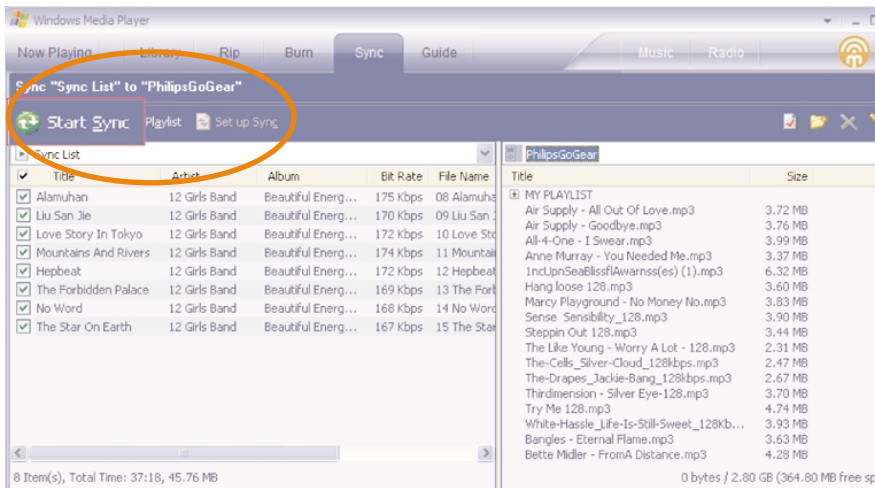 Windows Media Player
Now Playing Library Rip Burn Sync Guide Music Radio
Sync "Sync List" to "PhilipsGoGear"
Start Sync Playlist Set up Sync
Sync List
Title Artist Album Bit Rate File Name
Alamuhan 12 Girls Band Beautiful Energ... 175 Kbps 08 Alamuha
Liu San Jie 12 Girls Band Beautiful Energ... 170 Kbps 09 Liu San
Love Story In Tokyo 12 Girls Band Beautiful Energ... 172 Kbps 10 Love Sto
Mountains And Rivers 12 Girls Band Beautiful Energ... 174 Kbps 11 Mountai
Hepbeat 12 Girls Band Beautiful Energ... 172 Kbps 12 Hepbeat
The Forbidden Palace 12 Girls Band Beautiful Energ... 169 Kbps 13 The Forb
No Word 12 Girls Band Beautiful Energ... 168 Kbps 14 No Word
The Star On Earth 12 Girls Band Beautiful Energ... 167 Kbps 15 The Star
8 Item(s), Total Time: 37:18, 45.76 MB
PhilipsGoGear
Title Size
MY PLAYLIST
Air Supply - All Out Of Love.mp3 3.72 MB
Air Supply - Goodbye.mp3 3.76 MB
All-4-One - I Swear.mp3 3.99 MB
Anne Murray - You Needed Me.mp3 3.37 MB
1ncUpnSeaBlissflAwarnss(es) (1).mp3 6.32 MB
Hang loose 128.mp3 3.60 MB
Marcy Playground - No Money No.mp3 3.83 MB
Sense Sensibility_128.mp3 3.90 MB
Steppin Out 128.mp3 3.44 MB
The Like Young - Worry A Lot - 128.mp3 2.31 MB
The-Cells_Silver-Cloud_128kbps.mp3 2.47 MB
The-Drapes_Jackie-Bang_128kbps.mp3 2.67 MB
Thirdimension - Silver Eye-128.mp3 3.70 MB
Try Me 128.mp3 4.74 MB
White-Hassle_Life-Is-Still-Sweet_128Kb... 3.93 MB
Bangles - Eternal Flame.mp3 3.63 MB
Bette Midler - FromA Distance.mp3 4.28 MB
0 bytes / 2.80 GB (364.80 MB free sp